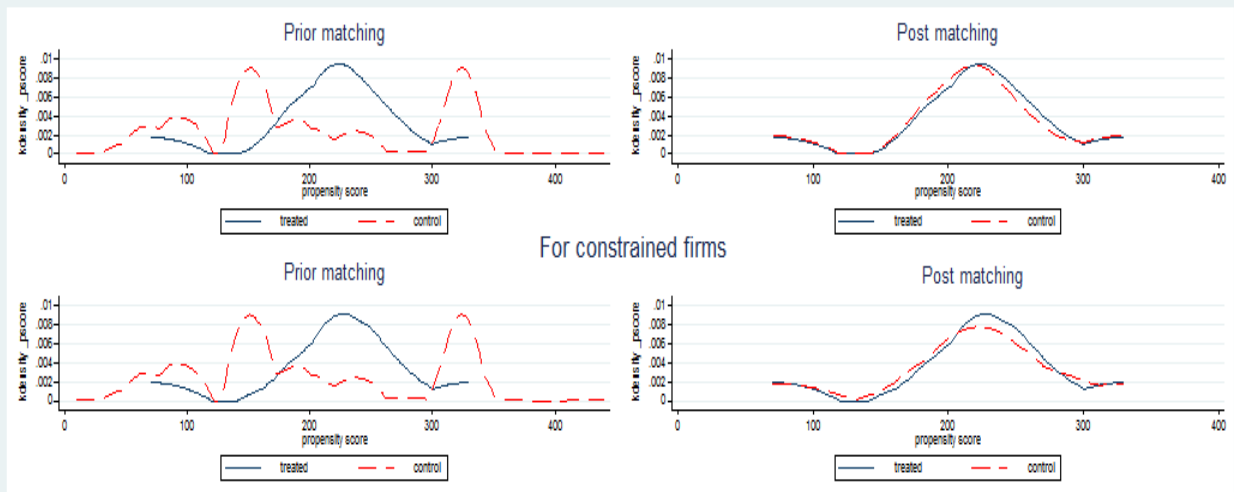 Prior matching
kdensity _pscore
.01
.008
.006
.004
.002
0
0 100 200 300 400
propensity score
treated control
Post matching
kdensity _pscore
.01
.008
.006
.004
.002
0
0 100 200 300 400
propensity score
treated control
For constrained firms
Prior matching
kdensity _pscore
.01
.008
.006
.004
.002
0
0 100 200 300 400
propensity score
treated control
Post matching
kdensity _pscore
.01
.008
.006
.004
.002
0
0 100 200 300 400
propensity score
treated control